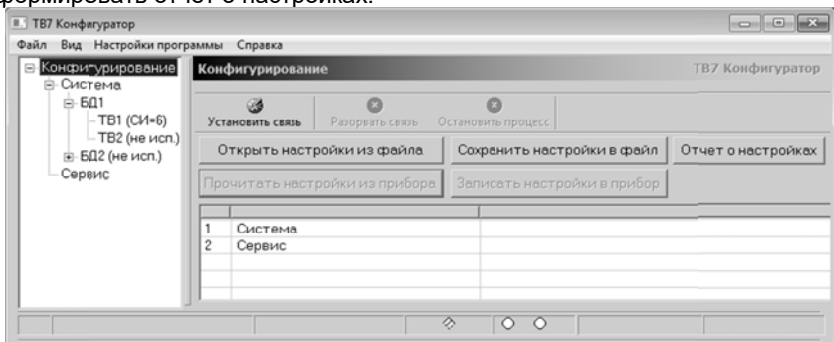 формировать отчет о настройках.
ТВ7 Конфигуратор
Файл Вид Настройки программы Справка
Конфигурирование
Система
БД1
ТВ1 (СИ=6)
ТВ2 (не исп.)
БД2 (не исп.)
Сервис
Конфигурирование ТВ7 Конфигуратор
Установить связь Разорвать связь Остановить процесс
Открыть настройки из файла Сохранить настройки в файл Отчет о настройках
Прочитать настройки из прибора Записать настройки в прибор
1 Система
2 Сервис